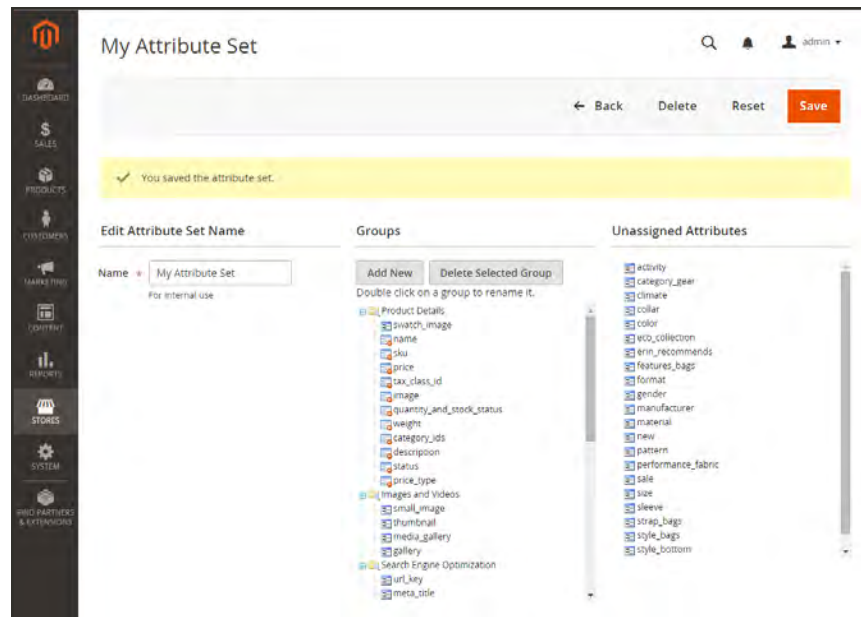 My Attribute Set
admin
DASHBOARD
SALES
PRODUCTS
CUSTOMERS
MARKETING
CONTENT
REPORTS
STORES
SYSTEM
FIND PARTNERS
& EXTENSIONS
Back Delete Reset Save
You saved the attribute set.
Edit Attribute Set Name
Name * My Attribute Set
For internal use
Groups
Add New Delete Selected Group
Double click on a group to rename it.
Product Details
swatch_image
name
sku
price
tax_class_id
image
quantity_and_stock_status
weight
category_ids
description
status
price_type
Images and Videos
small_image
thumbnail
media_gallery
gallery
Search Engine Optimization
url_key
meta_title
Unassigned Attributes
activity
category_gear
climate
collar
color
eco_collection
erin_recommends
features_bags
format
gender
manufacturer
material
new
pattern
performance_fabric
sale
size
sleeve
strap_bags
style_bags
style_bottom